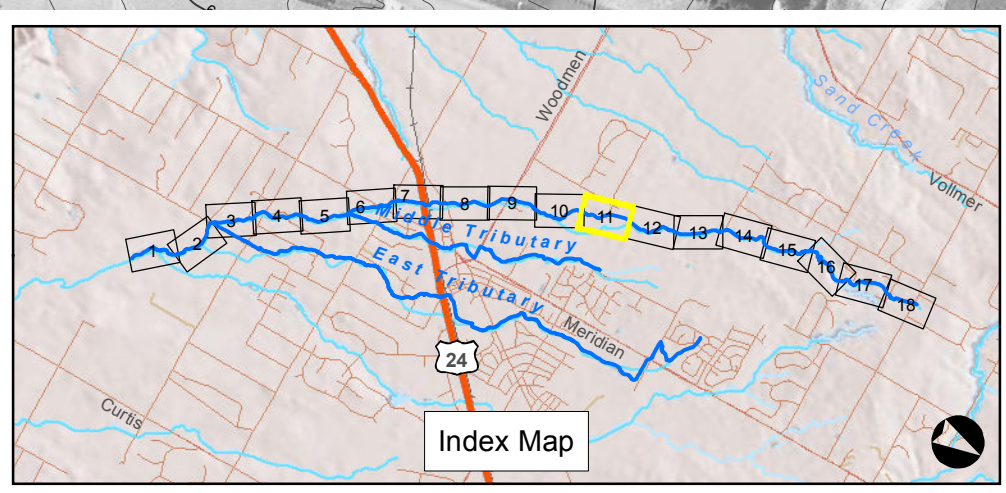 Woodmen
Sand Creek
Vollmer
1
2
3
4
5
6
7
8
9
10
11
12
13
14
15
16
17
18
Middle Tributary
East Tributary
Meridian
24
Curtis
Index Map